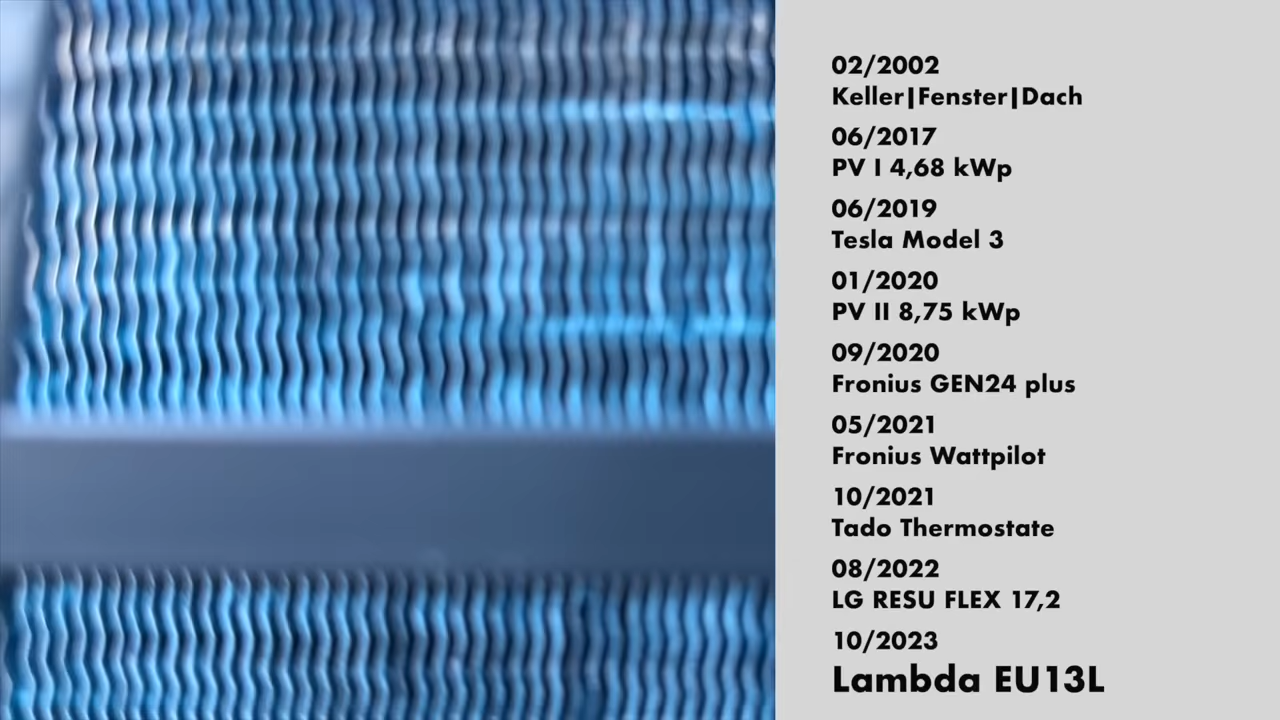 02/2002
Keller|Fenster|Dach
06/2017
PV I 4,68 kWp
06/2019
Tesla Model 3
01/2020
PV II 8,75 kWp
09/2020
Fronius GEN24 plus
05/2021
Fronius Wattpilot
10/2021
Tado Thermostate
08/2022
LG RESU FLEX 17,2
10/2023
Lambda EU13L